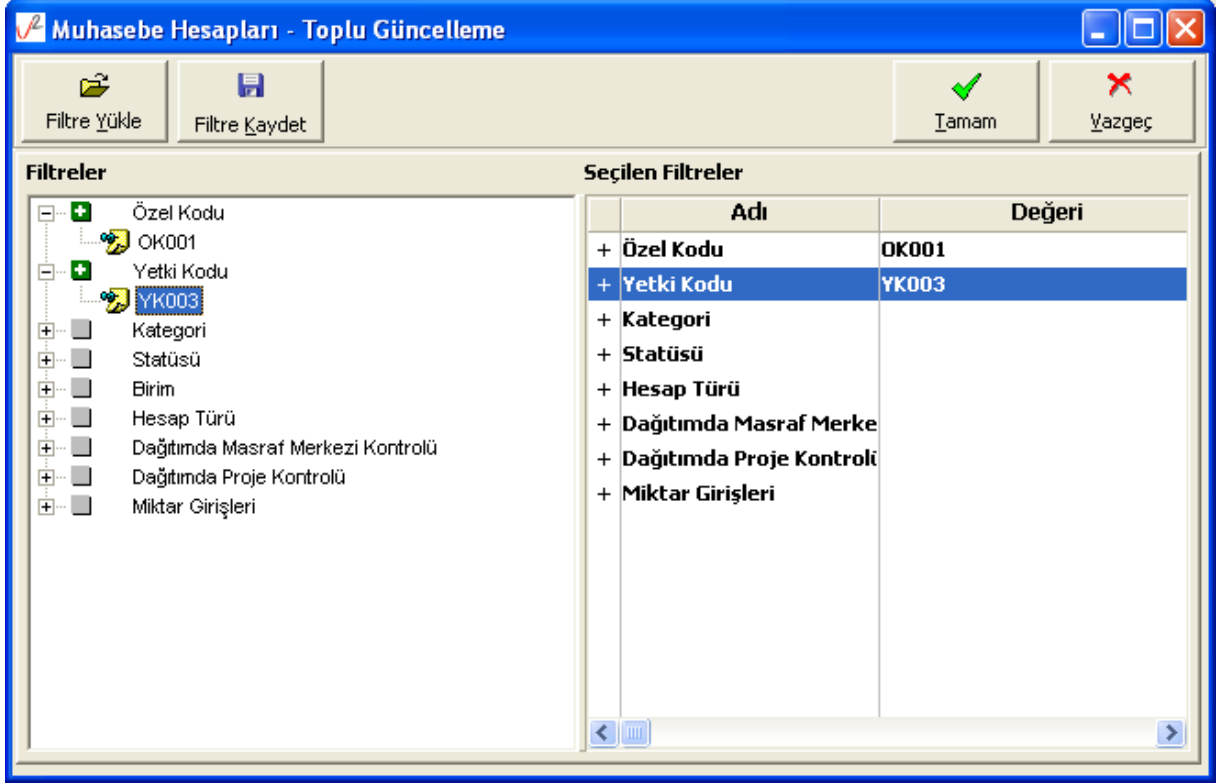 Muhasebe Hesapları - Toplu Güncelleme
Filtre Yükle
Filtre Kaydet
Tamam
Vazgeç
Filtreler
Özel Kodu
OK001
Yetki Kodu
YK003
Kategori
Statüsü
Birim
Hesap Türü
Dağıtımda Masraf Merkezi Kontrolü
Dağıtımda Proje Kontrolü
Miktar Girişleri
Seçilen Filtreler
Adı Değeri
+ Özel Kodu OK001
+ Yetki Kodu YK003
+ Kategori
+ Statüsü
+ Hesap Türü
+ Dağıtımda Masraf Merke
+ Dağıtımda Proje Kontrolü
+ Miktar Girişleri